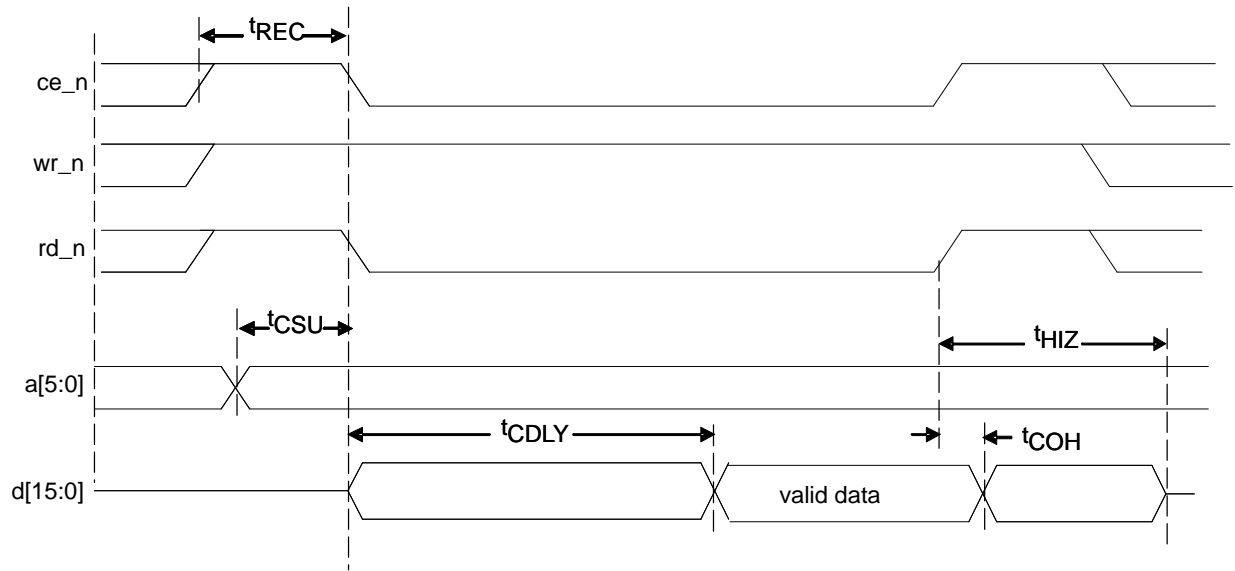 tREC
ce_n
wr_n
rd_n
tCSU
tHIZ
a[5:0]
tCDLY
tCOH
d[15:0]
valid data